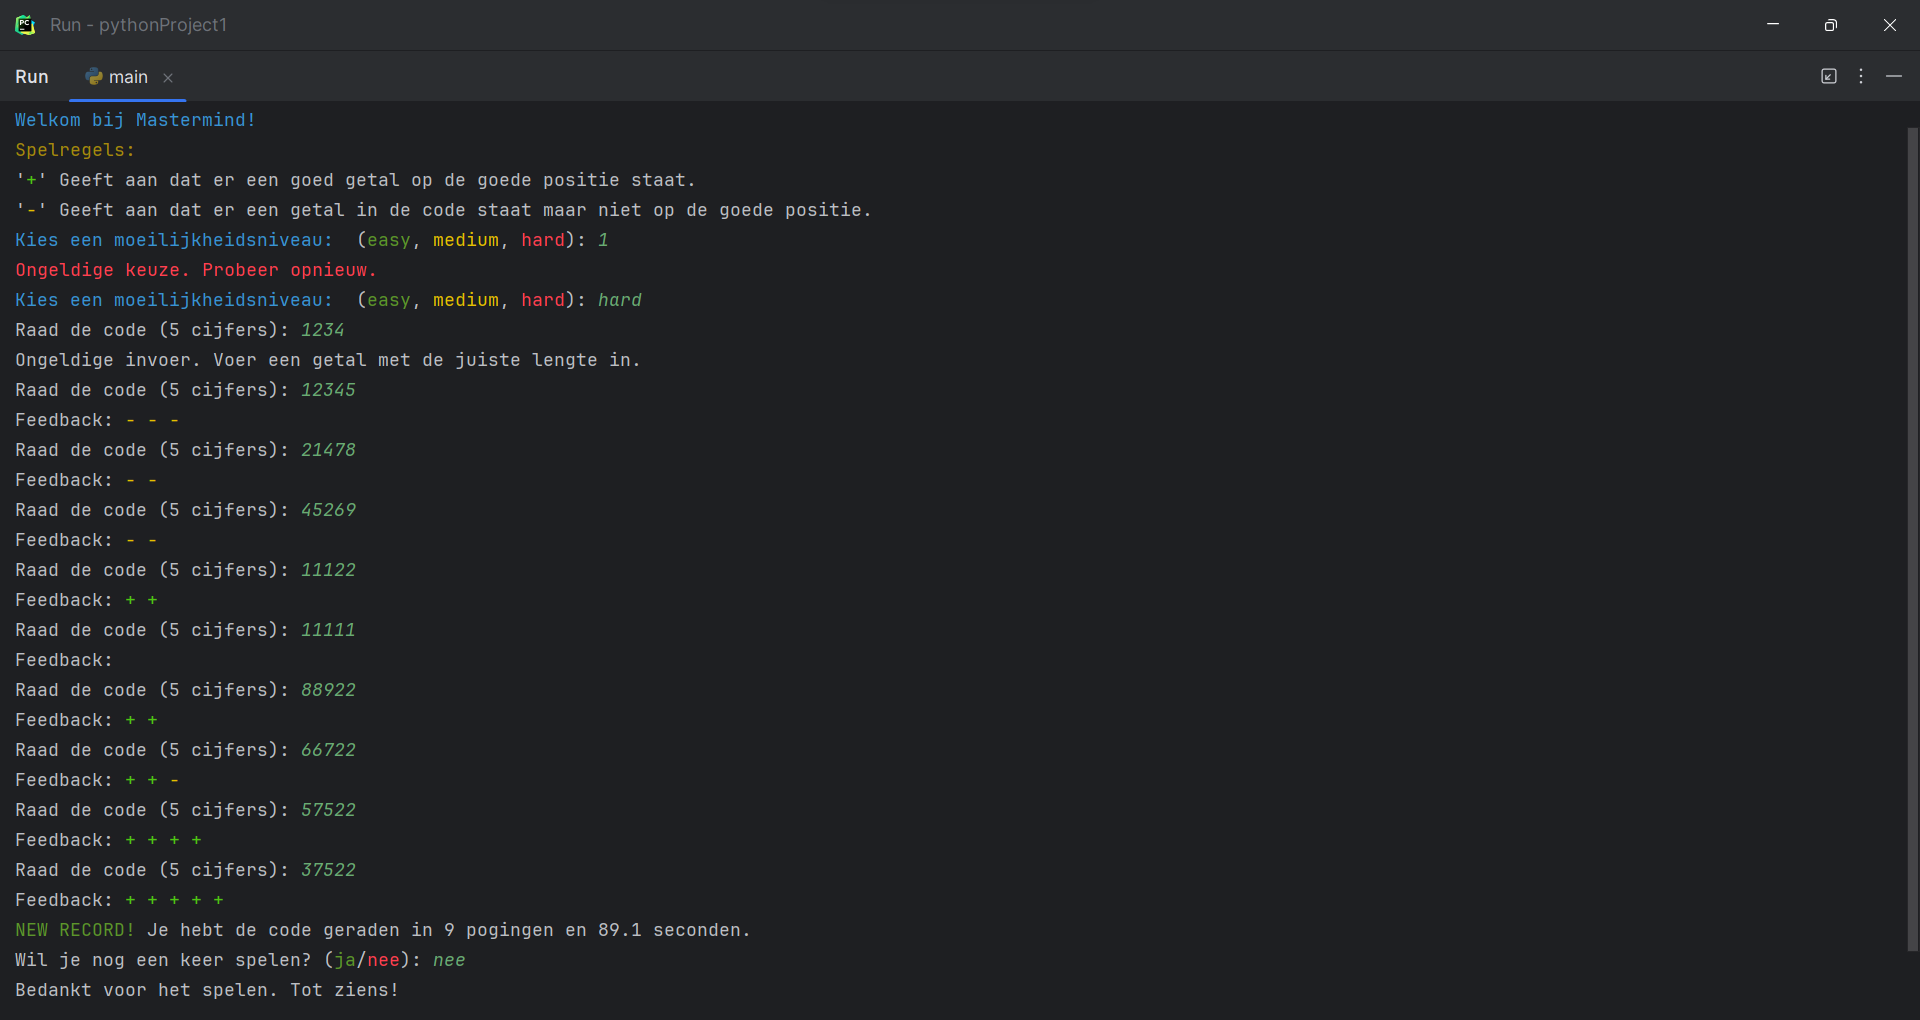 Run - pythonProject1
Run main
Welkom bij Mastermind!
Spelregels:
'+' Geeft aan dat er een goed getal op de goede positie staat.
'-' Geeft aan dat er een getal in de code staat maar niet op de goede positie.
Kies een moeilijkheidsniveau:  (easy, medium, hard): 1
Ongeldige keuze. Probeer opnieuw.
Kies een moeilijkheidsniveau:  (easy, medium, hard): hard
Raad de code (5 cijfers): 1234
Ongeldige invoer. Voer een getal met de juiste lengte in.
Raad de code (5 cijfers): 12345
Feedback: - - -
Raad de code (5 cijfers): 21478
Feedback: - -
Raad de code (5 cijfers): 45269
Feedback: - -
Raad de code (5 cijfers): 11122
Feedback: + +
Raad de code (5 cijfers): 11111
Feedback:
Raad de code (5 cijfers): 88922
Feedback: + +
Raad de code (5 cijfers): 66722
Feedback: + + -
Raad de code (5 cijfers): 57522
Feedback: + + + +
Raad de code (5 cijfers): 37522
Feedback: + + + + +
NEW RECORD! Je hebt de code geraden in 9 pogingen en 89.1 seconden.
Wil je nog een keer spelen? (ja/nee): nee
Bedankt voor het spelen. Tot ziens!